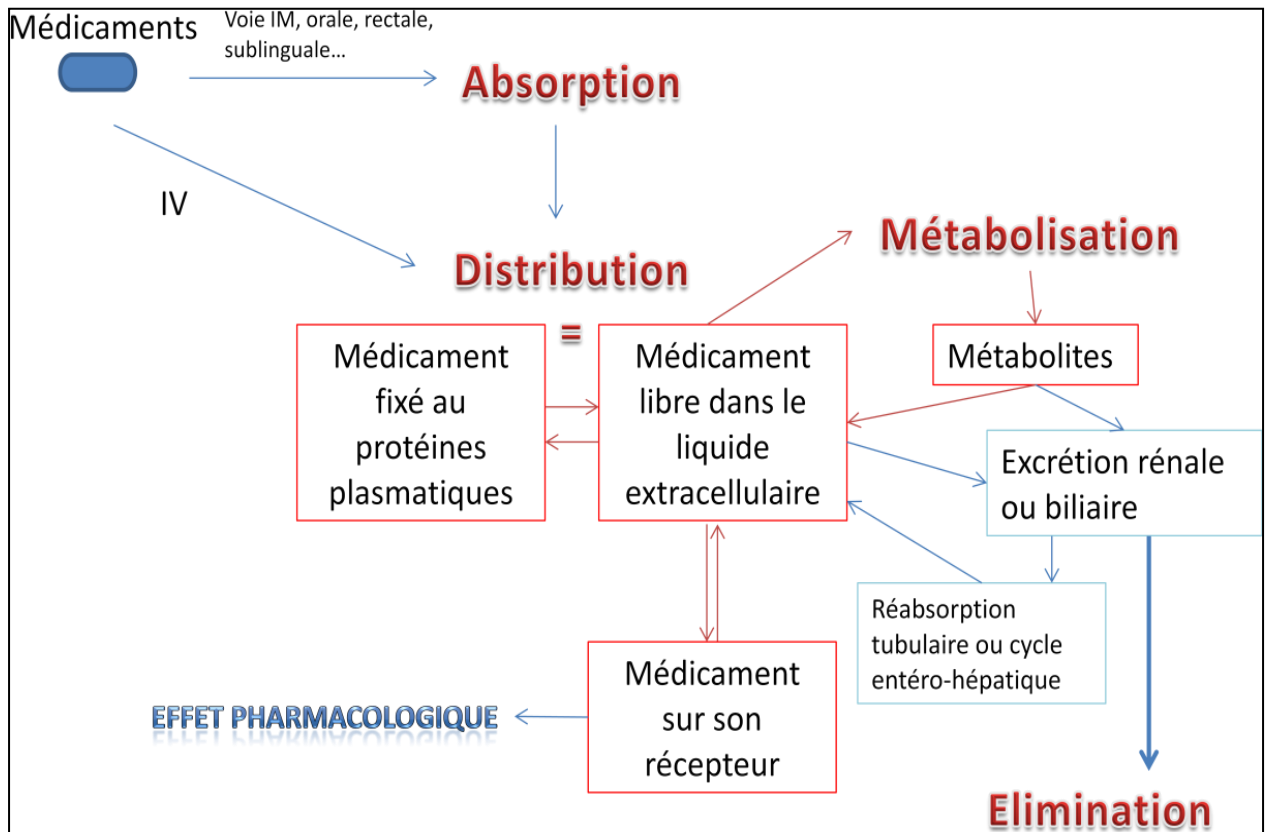 Médicaments
Voie IM, orale, rectale,
sublinguale...
Absorption
IV
Distribution
=
Métabolisation
Médicament
fixé au
protéines
plasmatiques
Médicament
libre dans le
liquide
extracellulaire
Métabolites
Excrétion rénale
ou biliaire
Réabsorption
tubulaire ou cycle
entéro-hépatique
Médicament
sur son
récepteur
EFFET PHARMACOLOGIQUE
Elimination